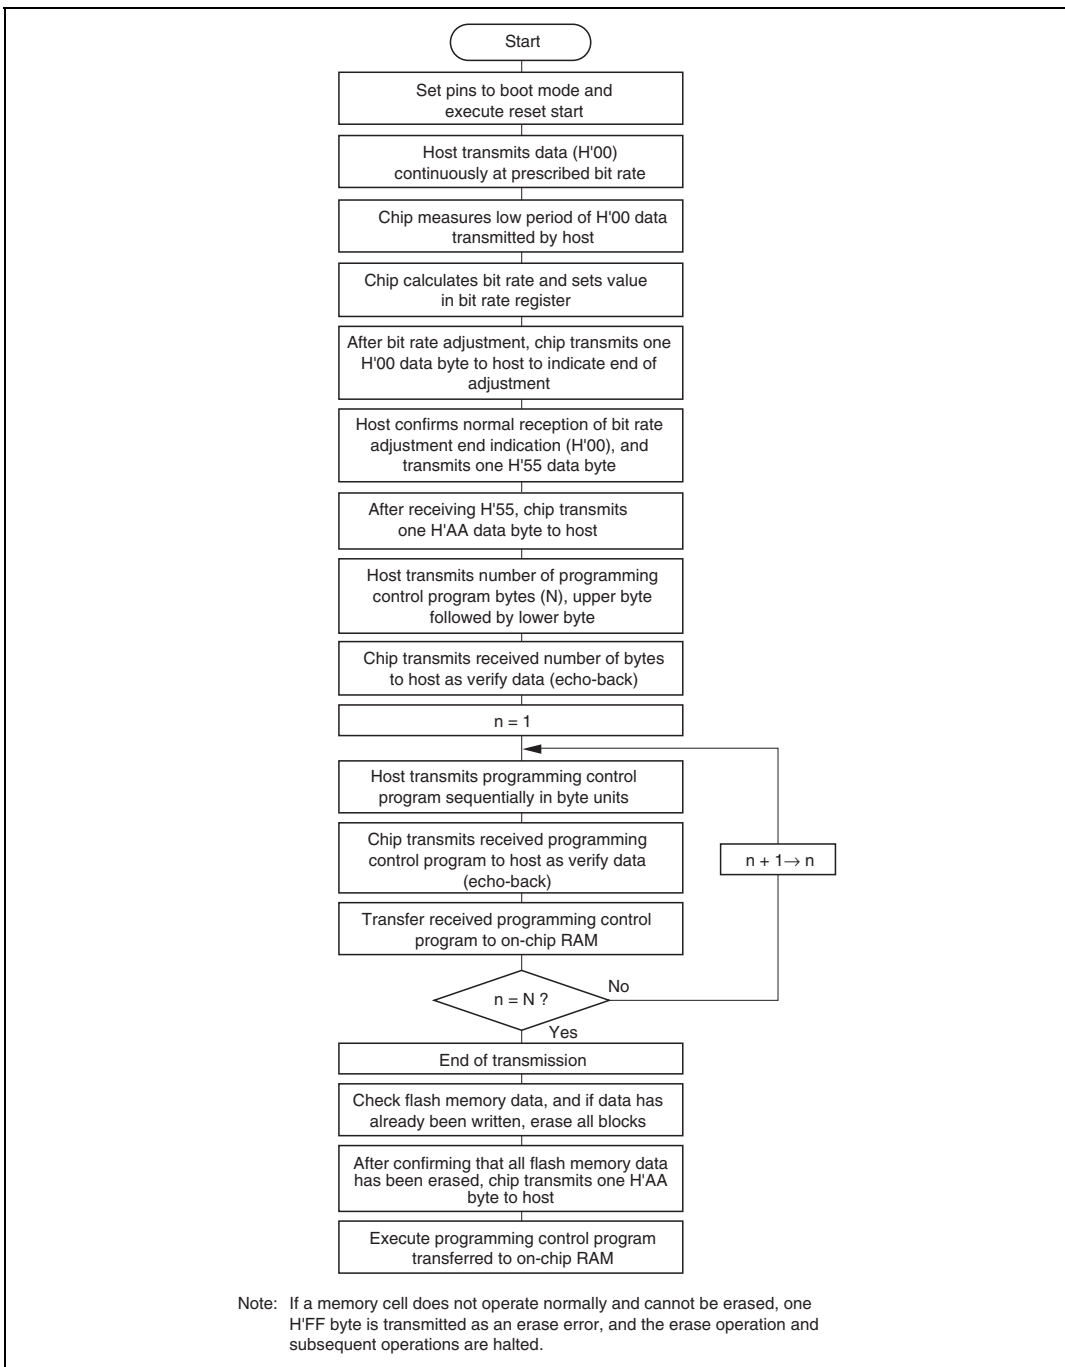 Start
Set pins to boot mode and
execute reset start
Host transmits data (H'00)
continuously at prescribed bit rate
Chip measures low period of H'00 data
transmitted by host
Chip calculates bit rate and sets value
in bit rate register
After bit rate adjustment, chip transmits one
H'00 data byte to host to indicate end of
adjustment
Host confirms normal reception of bit rate
adjustment end indication (H'00), and
transmits one H'55 data byte
After receiving H'55, chip transmits
one H'AA data byte to host
Host transmits number of programming
control program bytes (N), upper byte
followed by lower byte
Chip transmits received number of bytes
to host as verify data (echo-back)
n = 1
Host transmits programming control
program sequentially in byte units
Chip transmits received programming
control program to host as verify data
(echo-back)
n + 1→ n
Transfer received programming control
program to on-chip RAM
n = N ?
No
Yes
End of transmission
Check flash memory data, and if data has
already been written, erase all blocks
After confirming that all flash memory data
has been erased, chip transmits one H'AA
byte to host
Execute programming control program
transferred to on-chip RAM
Note: If a memory cell does not operate normally and cannot be erased, one
H'FF byte is transmitted as an erase error, and the erase operation and
subsequent operations are halted.